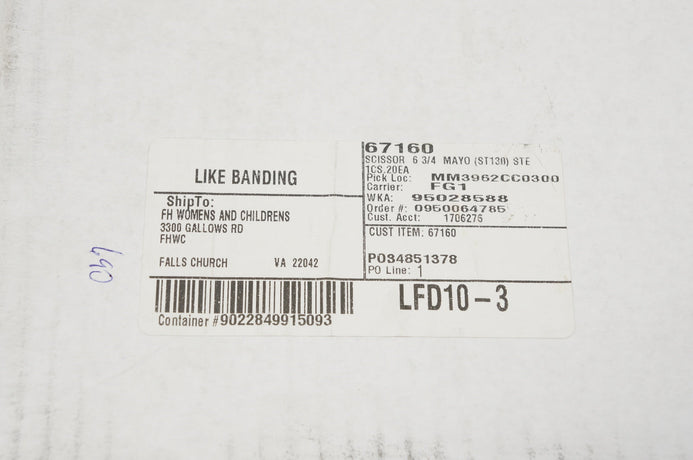 LIKE BANDING
ShipTo:
FH WOMENS AND CHILDRENS
3300 GALLOWS RD
FHWC
FALLS CHURCH VA 22042
67160
SCISSOR 6 3/4 MAYO (ST130) STE
1CS.20EA
Pick Loc: MM3962CC0300
Carrier: FG1
WKA: 95028588
Order #: 0950064785
Cust. Acct: 1706276
CUST ITEM: 67160
PO34851378
PO Line: 1
Container #9022849915093
LFD10-3